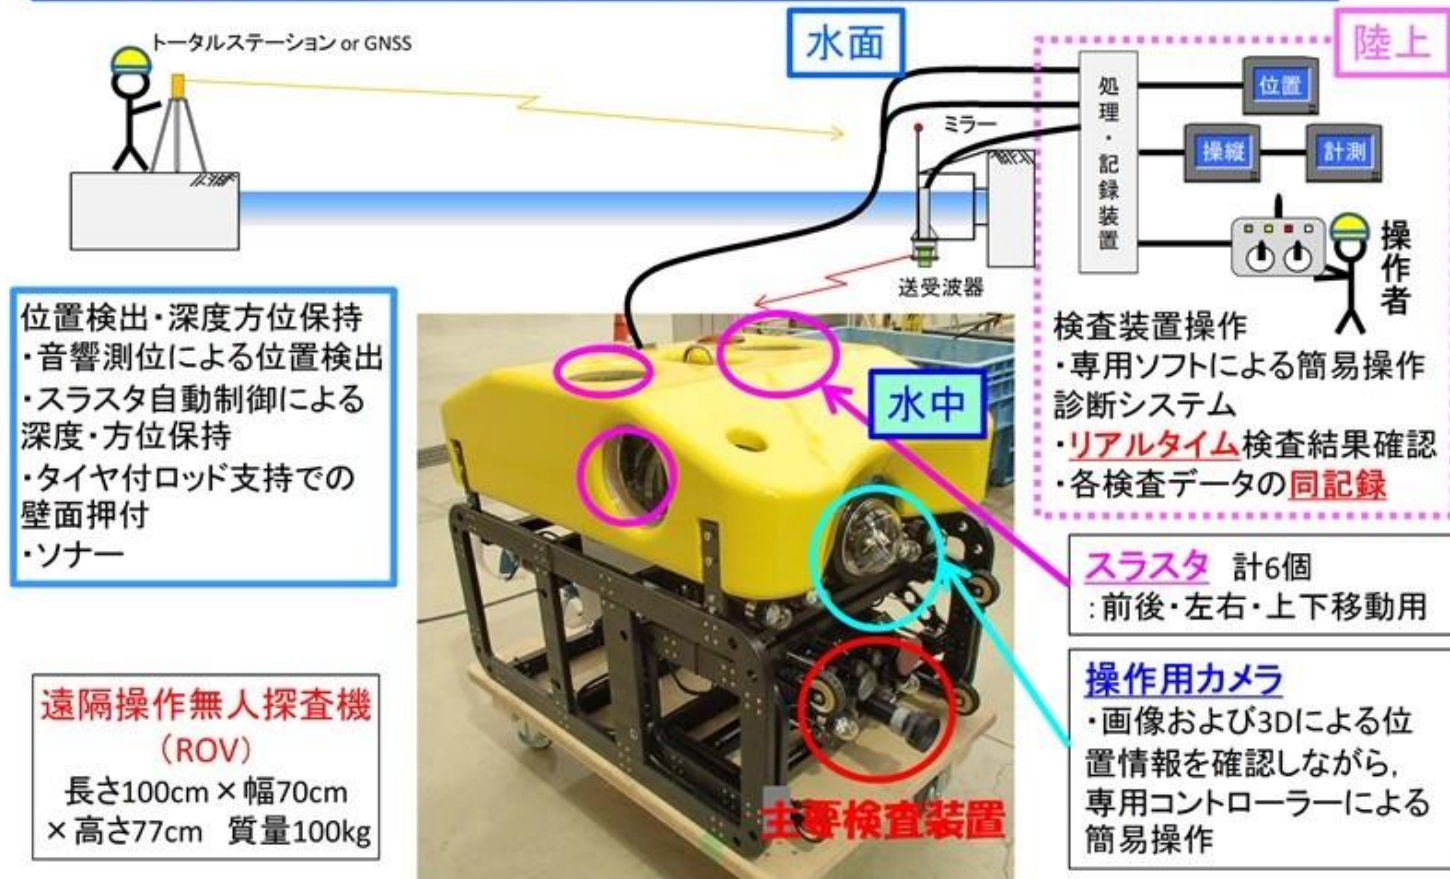 トータルステーション or GNSS
水面
陸上
ミラー
送受波器
処理・記録装置
位置
操縦
計測
操作者
位置検出・深度方位保持
・音響測位による位置検出
・スラスタ自動制御による
深度・方位保持
・タイヤ付ロッド支持での
壁面押付
・ソナー
検査装置操作
・専用ソフトによる簡易操作
診断システム
・リアルタイム検査結果確認
・各検査データの同記録
水中
スラスタ 計6個
:前後・左右・上下移動用
操作用カメラ
・画像および3Dによる位
置情報を確認しながら,
専用コントローラーによる
簡易操作
遠隔操作無人探査機
(ROV)
長さ100cm×幅70cm
×高さ77cm 質量100kg
主要検査装置